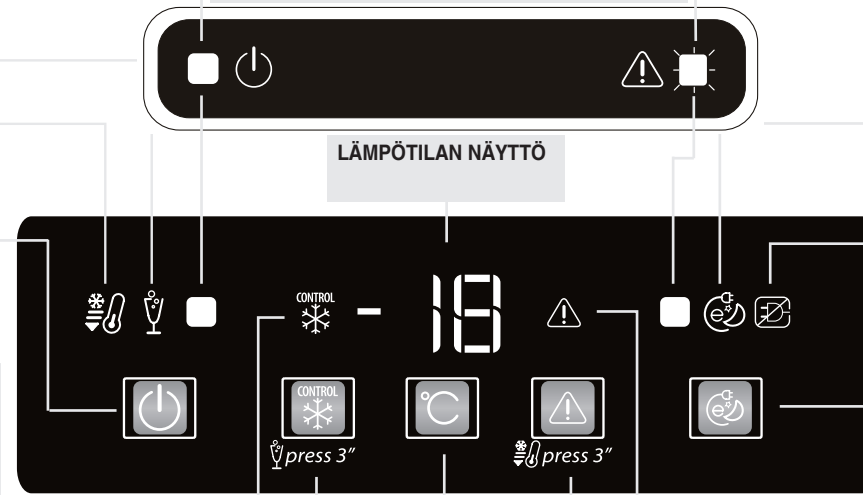 LÄMPÖTILAN NÄYTTÖ
CONTROL
-18
CONTROL
°C
press 3”
press 3”